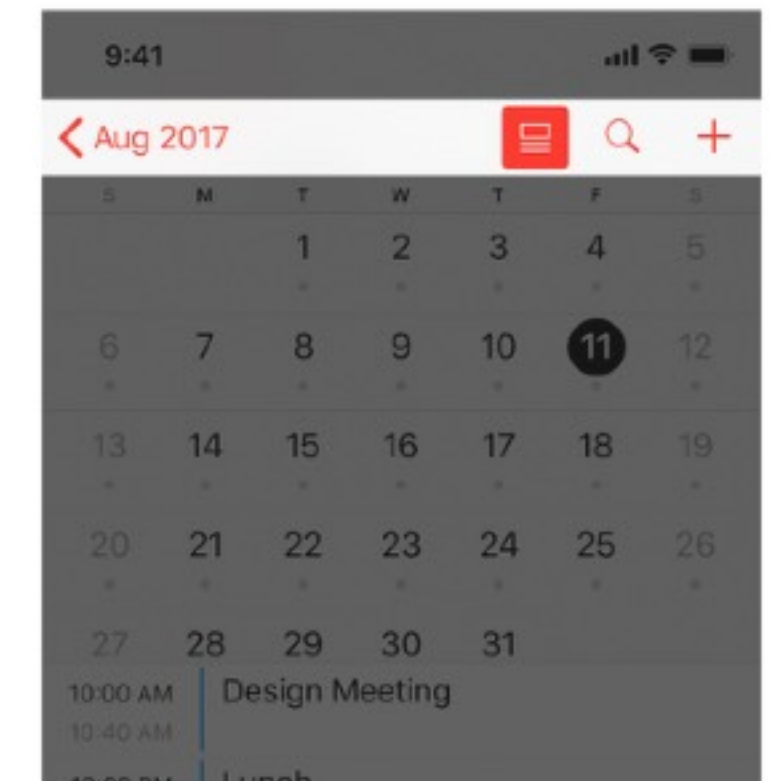 9:41
Aug 2017
S M T W T F S
1 2 3 4 5
6 7 8 9 10 11 12
13 14 15 16 17 18 19
20 21 22 23 24 25 26
27 28 29 30 31
10:00 AM Design Meeting
10:40 AM
Lunch